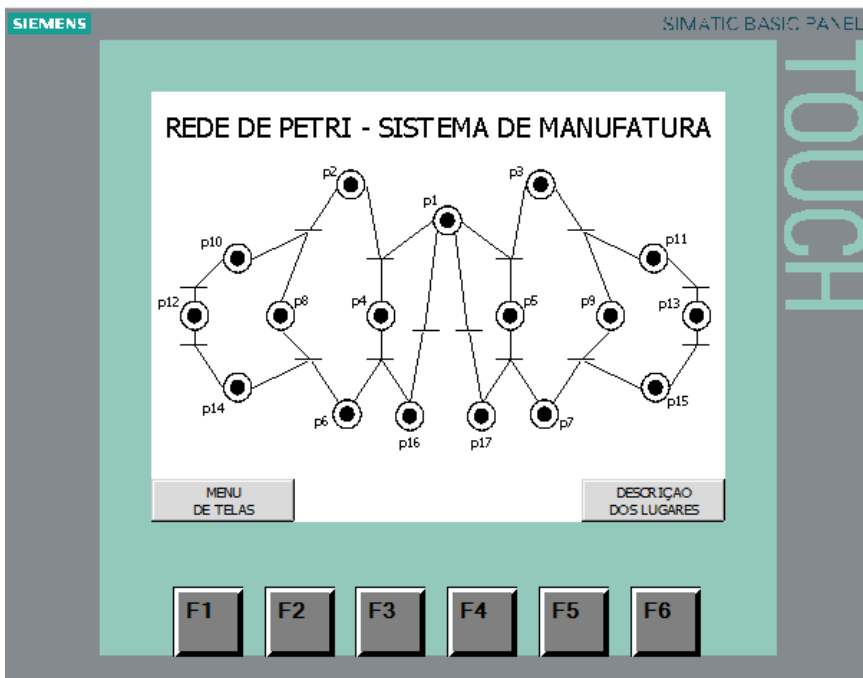 SIEMENS
SIMATIC BASIC PANEL
TOUCH
REDE DE PETRI - SISTEMA DE MANUFATURA
p2
p3
p1
p10
p11
p12
p8
p4
p5
p9
p13
p14
p6
p16
p17
p7
p15
MENU
DE TELAS
DESCRIÇAO
DOS LUGARES
F1
F2
F3
F4
F5
F6